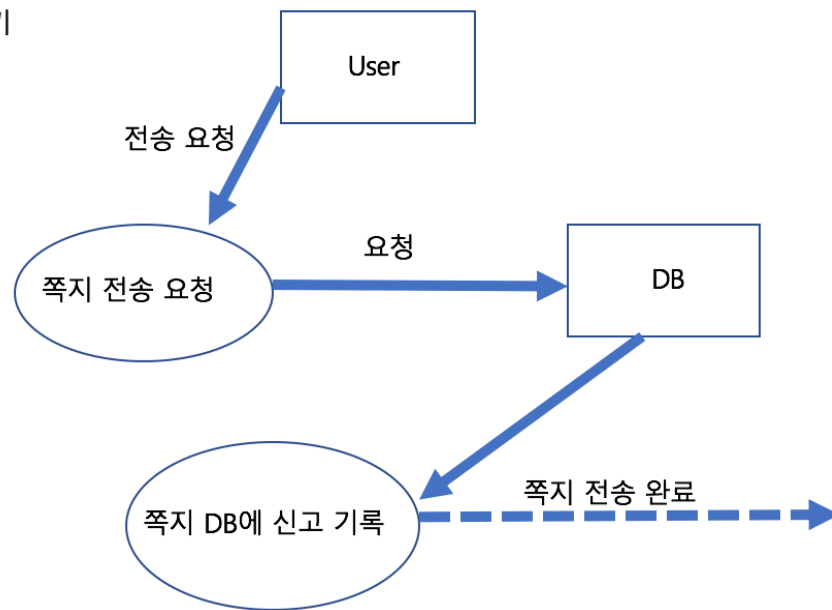 기
User
전송 요청
요청
쪽지 전송 요청
DB
쪽지 전송 완료
쪽지 DB에 신고 기록